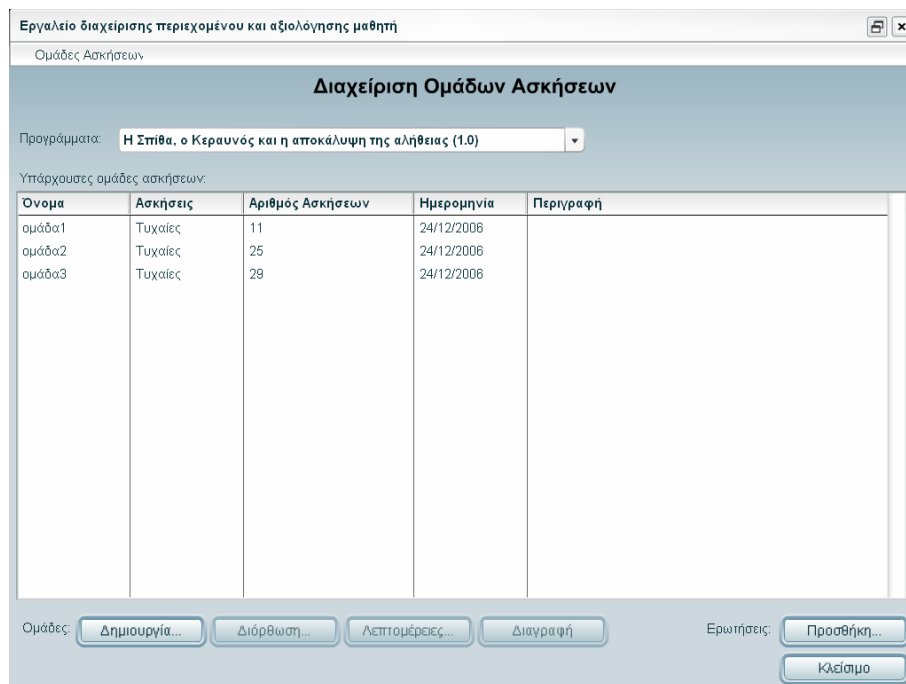 Εργαλείο διαχείρισης περιεχομένου και αξιολόγησης μαθητή
Ομάδες Ασκήσεων
Διαχείριση Ομάδων Ασκήσεων
Προγράμματα: Η Σπίθα, ο Κεραυνός και η αποκάλυψη της αλήθειας (1.0)
Υπάρχουσες ομάδες ασκήσεων:
Όνομα Ασκήσεις Αριθμός Ασκήσεων Ημερομηνία Περιγραφή
ομάδα1 Τυχαίες 11 24/12/2006
ομάδα2 Τυχαίες 25 24/12/2006
ομάδα3 Τυχαίες 29 24/12/2006
Ομάδες: Δημιουργία... Διόρθωση... Λεπτομέρειες... Διαγραφή Ερωτήσεις: Προσθήκη...
Κλείσιμο